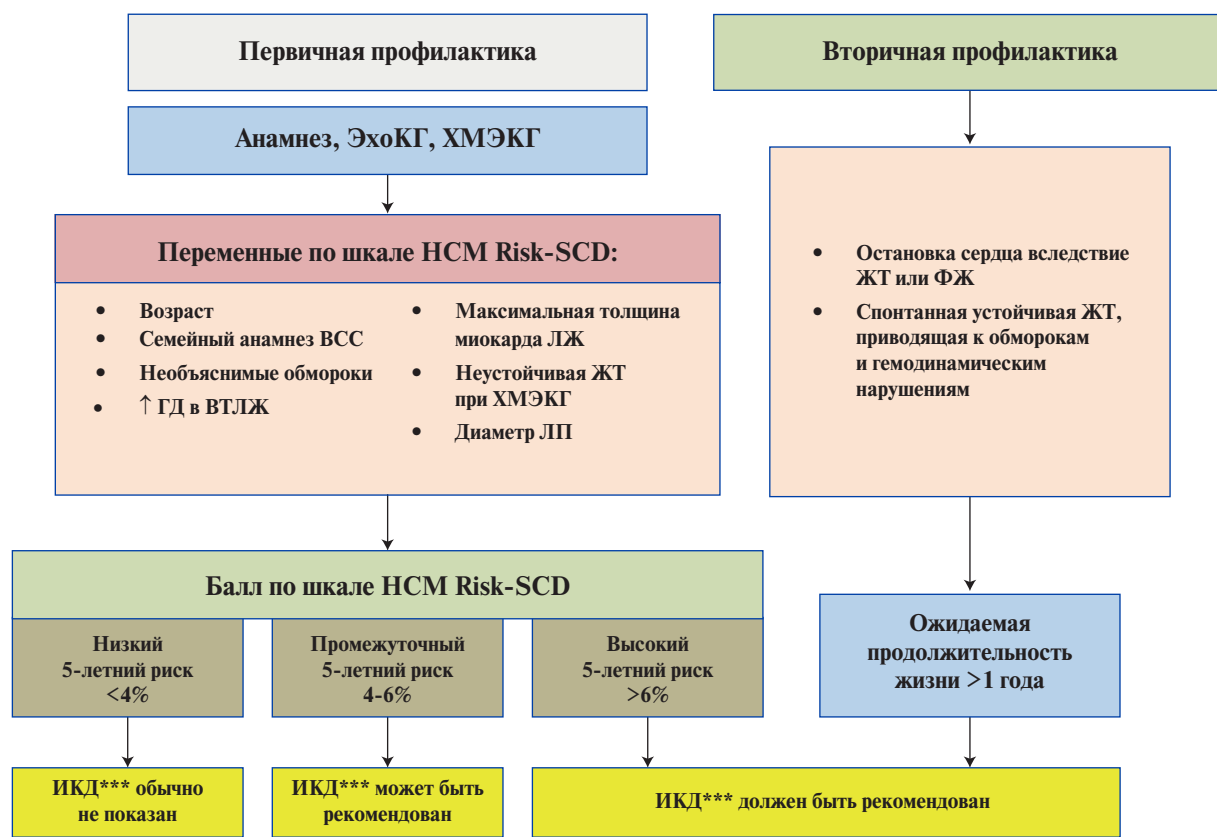 Первичная профилактика
Анамнез, ЭхоКГ, ХМЭКГ
Переменные по шкале HCM Risk-SCD:
• Возраст
• Семейный анамнез ВСС
• Необъяснимые обмороки
• ↑ ГД в ВТЛЖ
• Максимальная толщина
миокарда ЛЖ
• Неустойчивая ЖТ
при ХМЭКГ
• Диаметр ЛП
Балл по шкале HCM Risk-SCD
Низкий
5-летний риск
<4%
Промежуточный
5-летний риск
4-6%
Высокий
5-летний риск
>6%
ИКД*** обычно
не показан
ИКД*** может быть
рекомендован
Вторичная профилактика
• Остановка сердца вследствие
ЖТ или ФЖ
• Спонтанная устойчивая ЖТ,
приводящая к обморокам
и гемодинамическим
нарушениям
Ожидаемая
продолжительность
жизни >1 года
ИКД*** должен быть рекомендован